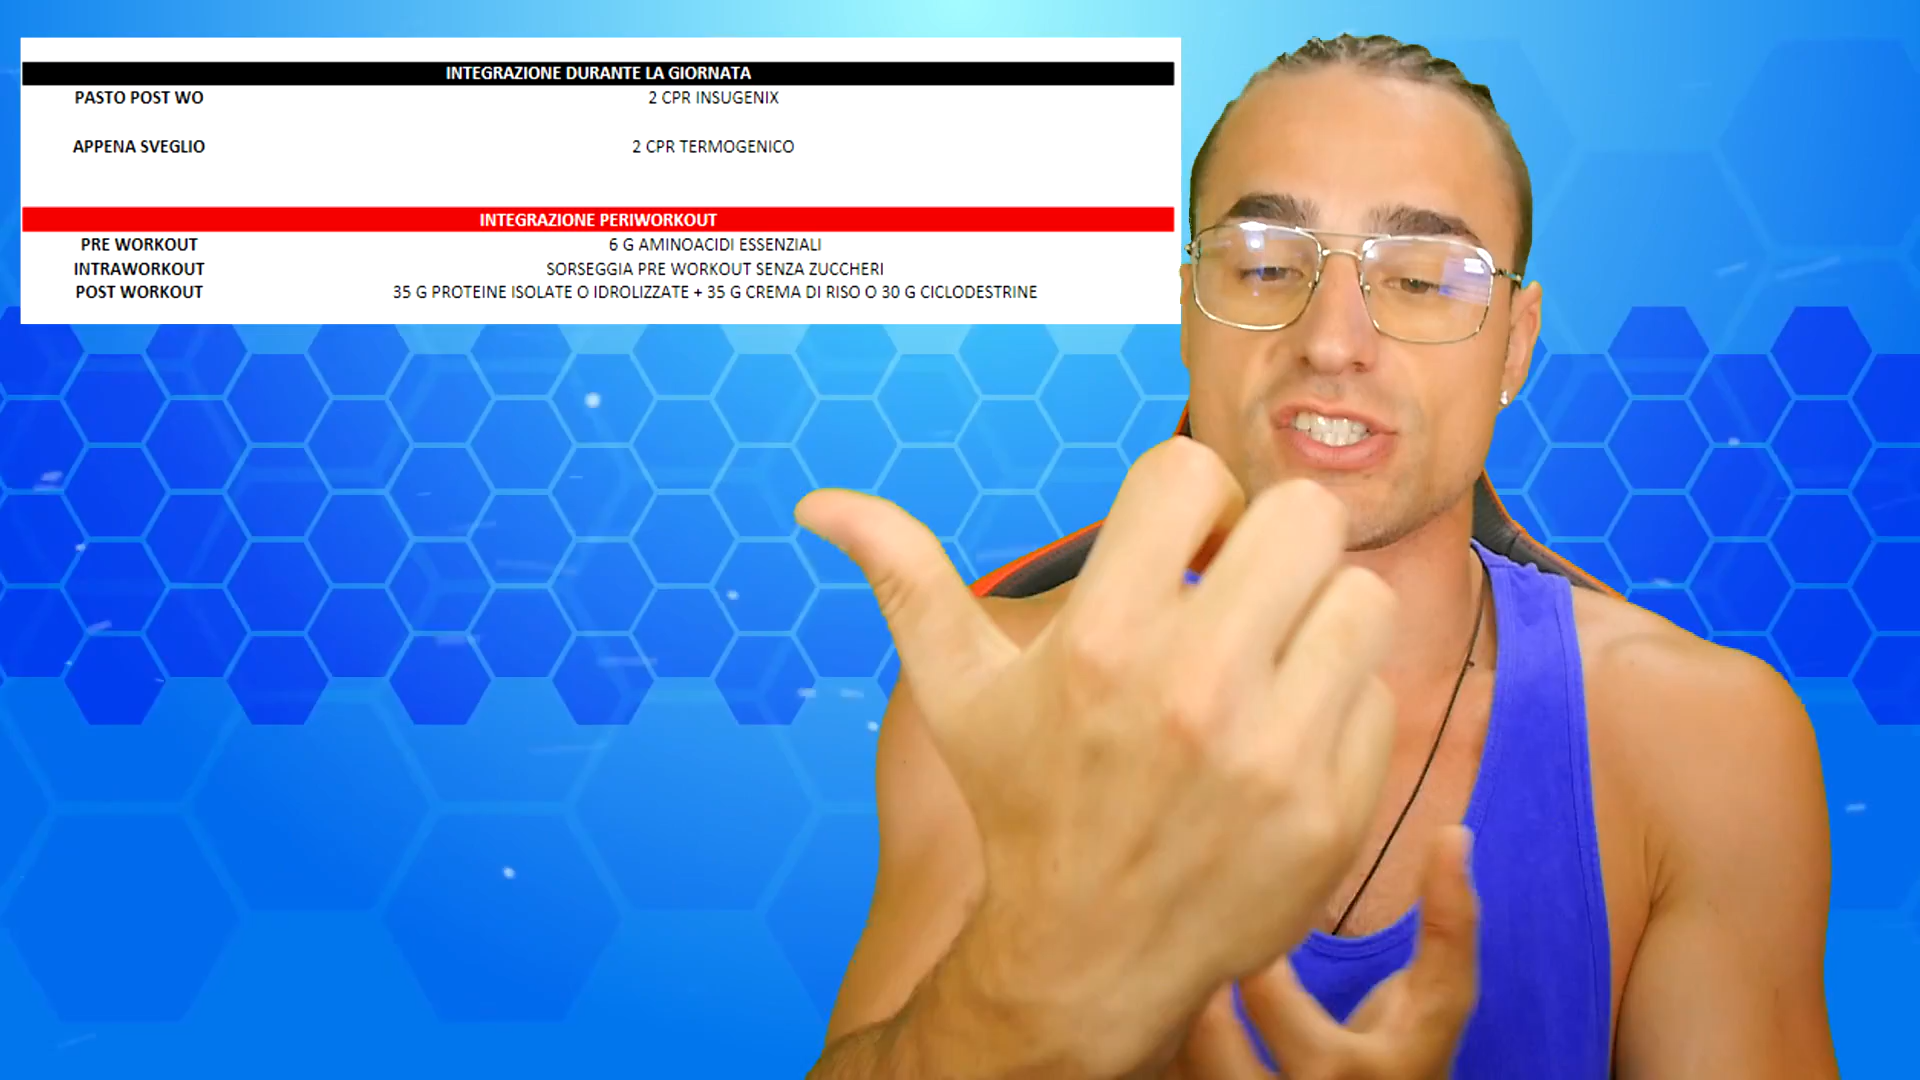 INTEGRAZIONE DURANTE LA GIORNATA
PASTO POST WO 2 CPR INSUGENIX
APPENA SVEGLIO 2 CPR TERMOGENICO
INTEGRAZIONE PERIWORKOUT
PRE WORKOUT 6 G AMINOACIDI ESSENZIALI
INTRAWORKOUT SORSEGGIA PRE WORKOUT SENZA ZUCCHERI
POST WORKOUT 35 G PROTEINE ISOLATE O IDROLIZZATE + 35 G CREMA DI RISO O 30 G CICLODESTRINE